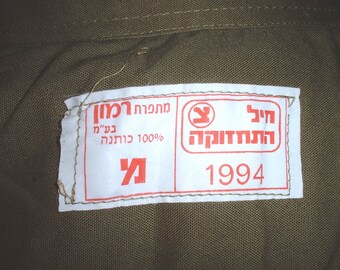 חיל
צ
התחזוקה
1994
מתפרת רמון
בע"מ
100% כותנה
מ'